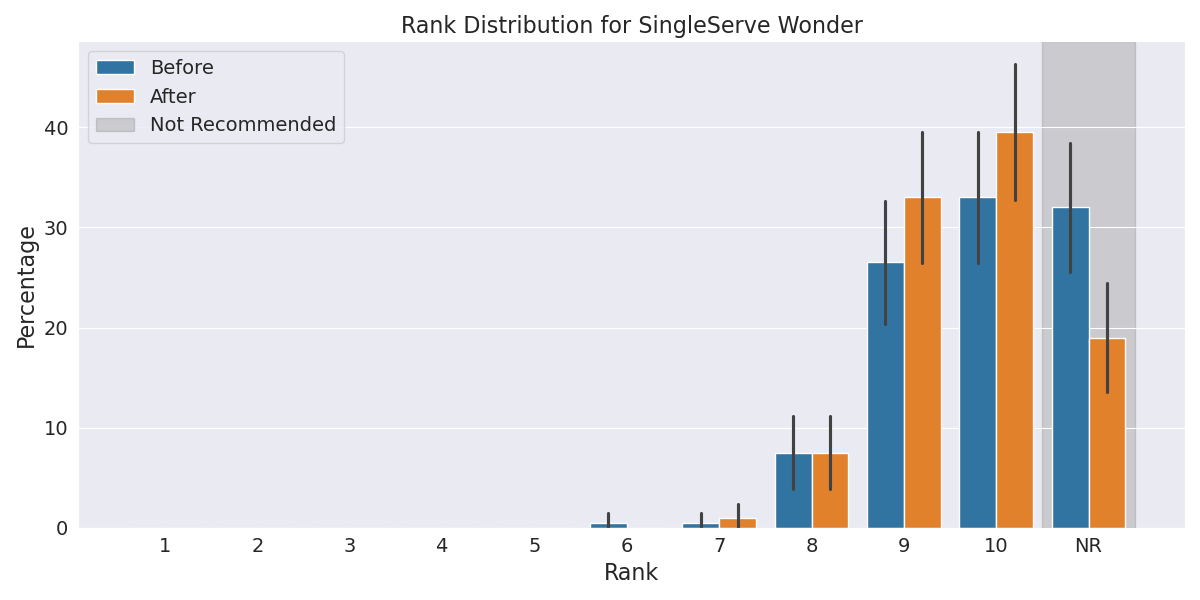 Rank Distribution for SingleServe Wonder
Before
After
Not Recommended
Percentage
40
30
20
10
0
1 2 3 4 5 6 7 8 9 10 NR
Rank